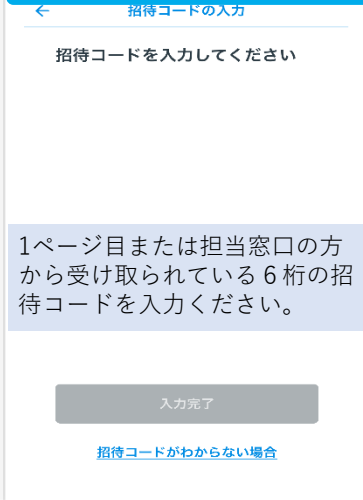 ← 招待コードの入力
招待コードを入力してください
1ページ目または担当窓口の方
から受け取られている６桁の招
待コードを入力ください。
入力完了
招待コードがわからない場合